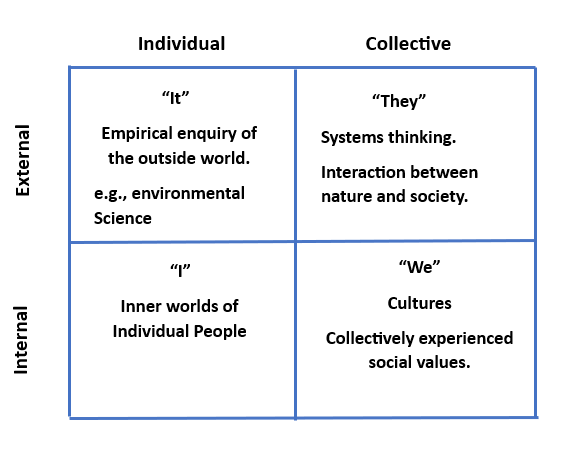 Individual
Collective
External
"It"
Empirical enquiry of
the outside world.
e.g., environmental
Science
"They"
Systems thinking.
Interaction between
nature and society.
Internal
"I"
Inner worlds of
Individual People
"We"
Cultures
Collectively experienced
social values.